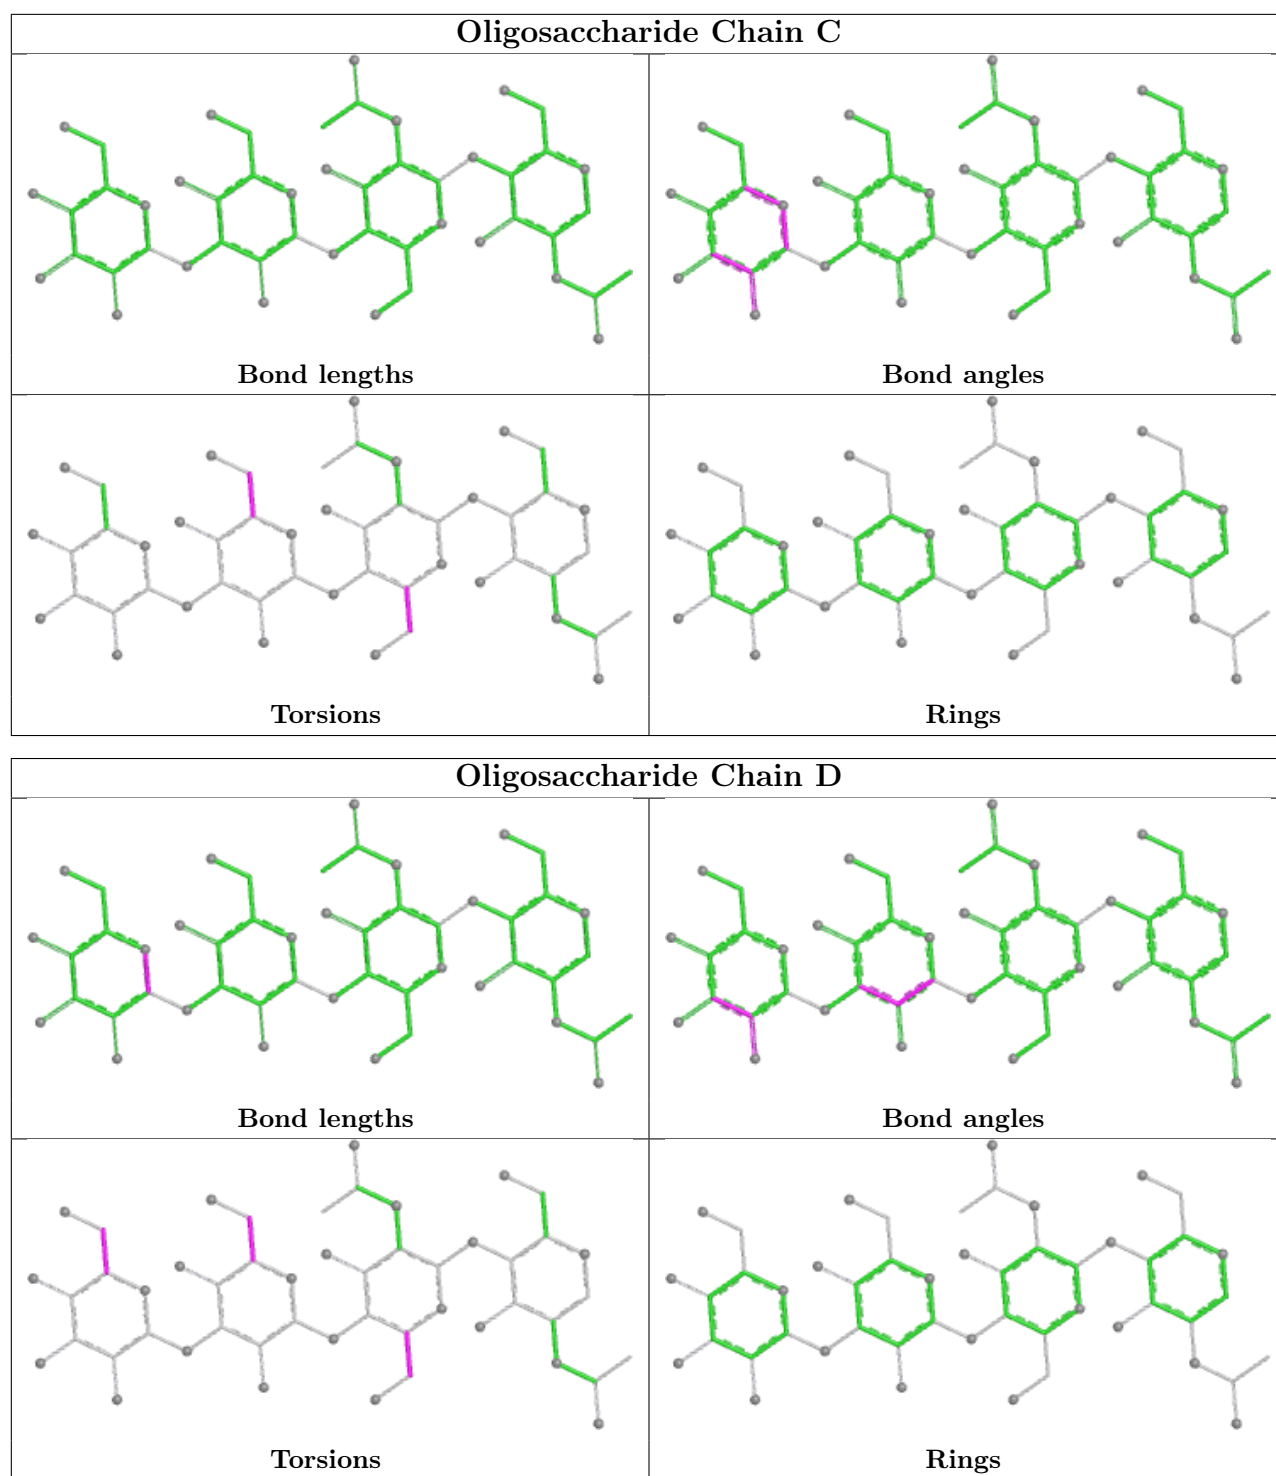 Oligosaccharide Chain C
Bond lengths
Bond angles
Torsions
Rings
Oligosaccharide Chain D
Bond lengths
Bond angles
Torsions
Rings